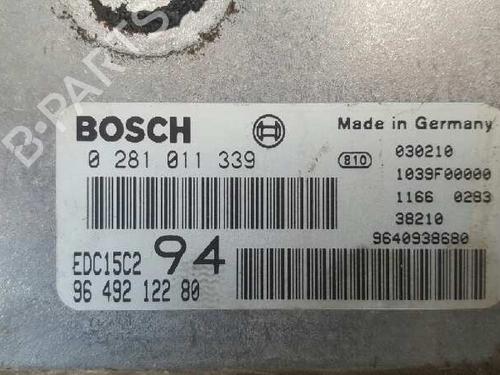 B-PARTS
BOSCH
Made in Germany
0 281 011 339
810
030210
1039F00000
1166 0283
38210
9640938680
EDC15C2 94
96 492 122 80